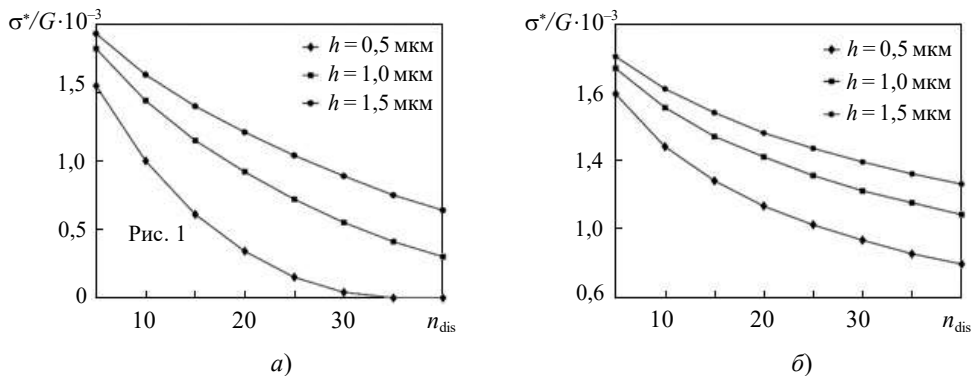 σ*/G·10⁻³
h = 0,5 мкм
h = 1,0 мкм
h = 1,5 мкм
1,5
1,0
0,5
0
Рис. 1
10 20 30 n_dis
а)
σ*/G·10⁻³
h = 0,5 мкм
h = 1,0 мкм
h = 1,5 мкм
1,6
1,6
1,4
1,0
0,6
10 20 30 n_dis
б)